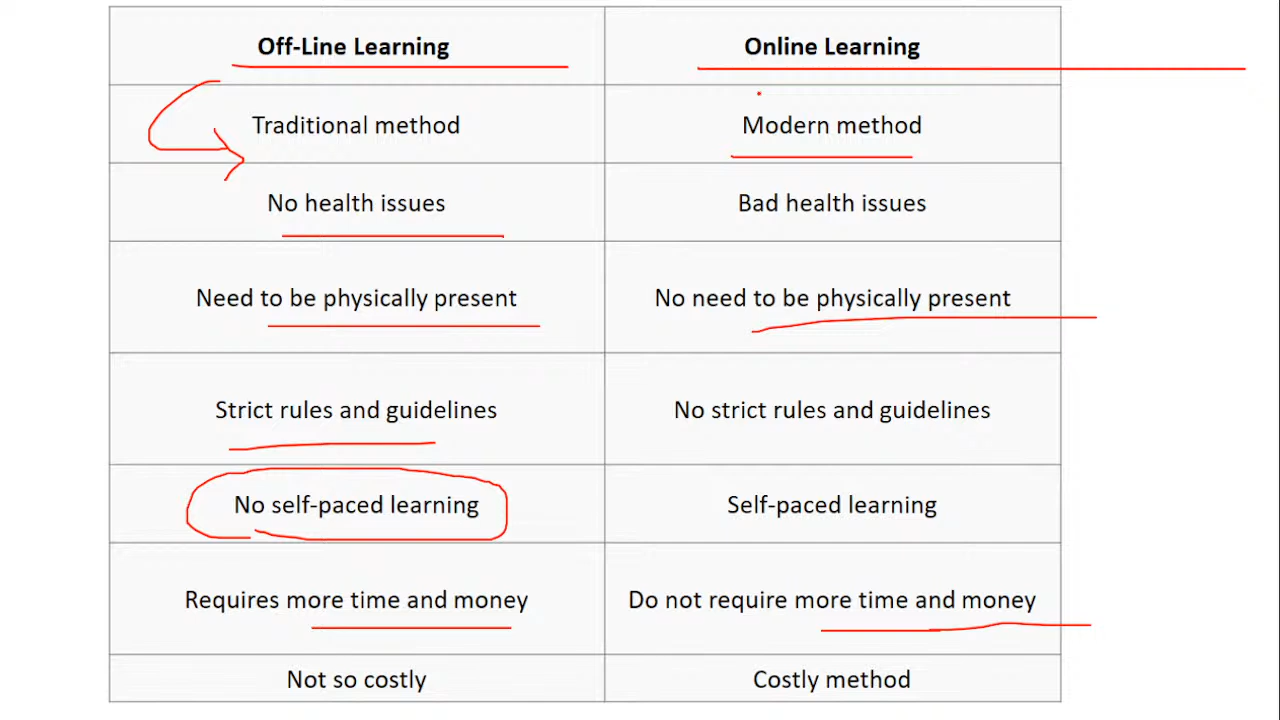 Off-Line Learning Online Learning
Traditional method Modern method
No health issues Bad health issues
Need to be physically present No need to be physically present
Strict rules and guidelines No strict rules and guidelines
No self-paced learning Self-paced learning
Requires more time and money Do not require more time and money
Not so costly Costly method